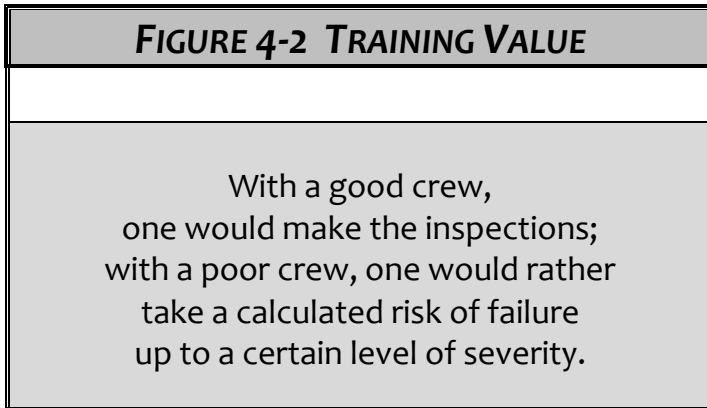 FIGURE 4-2 TRAINING VALUE
With a good crew,
one would make the inspections;
with a poor crew, one would rather
take a calculated risk of failure
up to a certain level of severity.